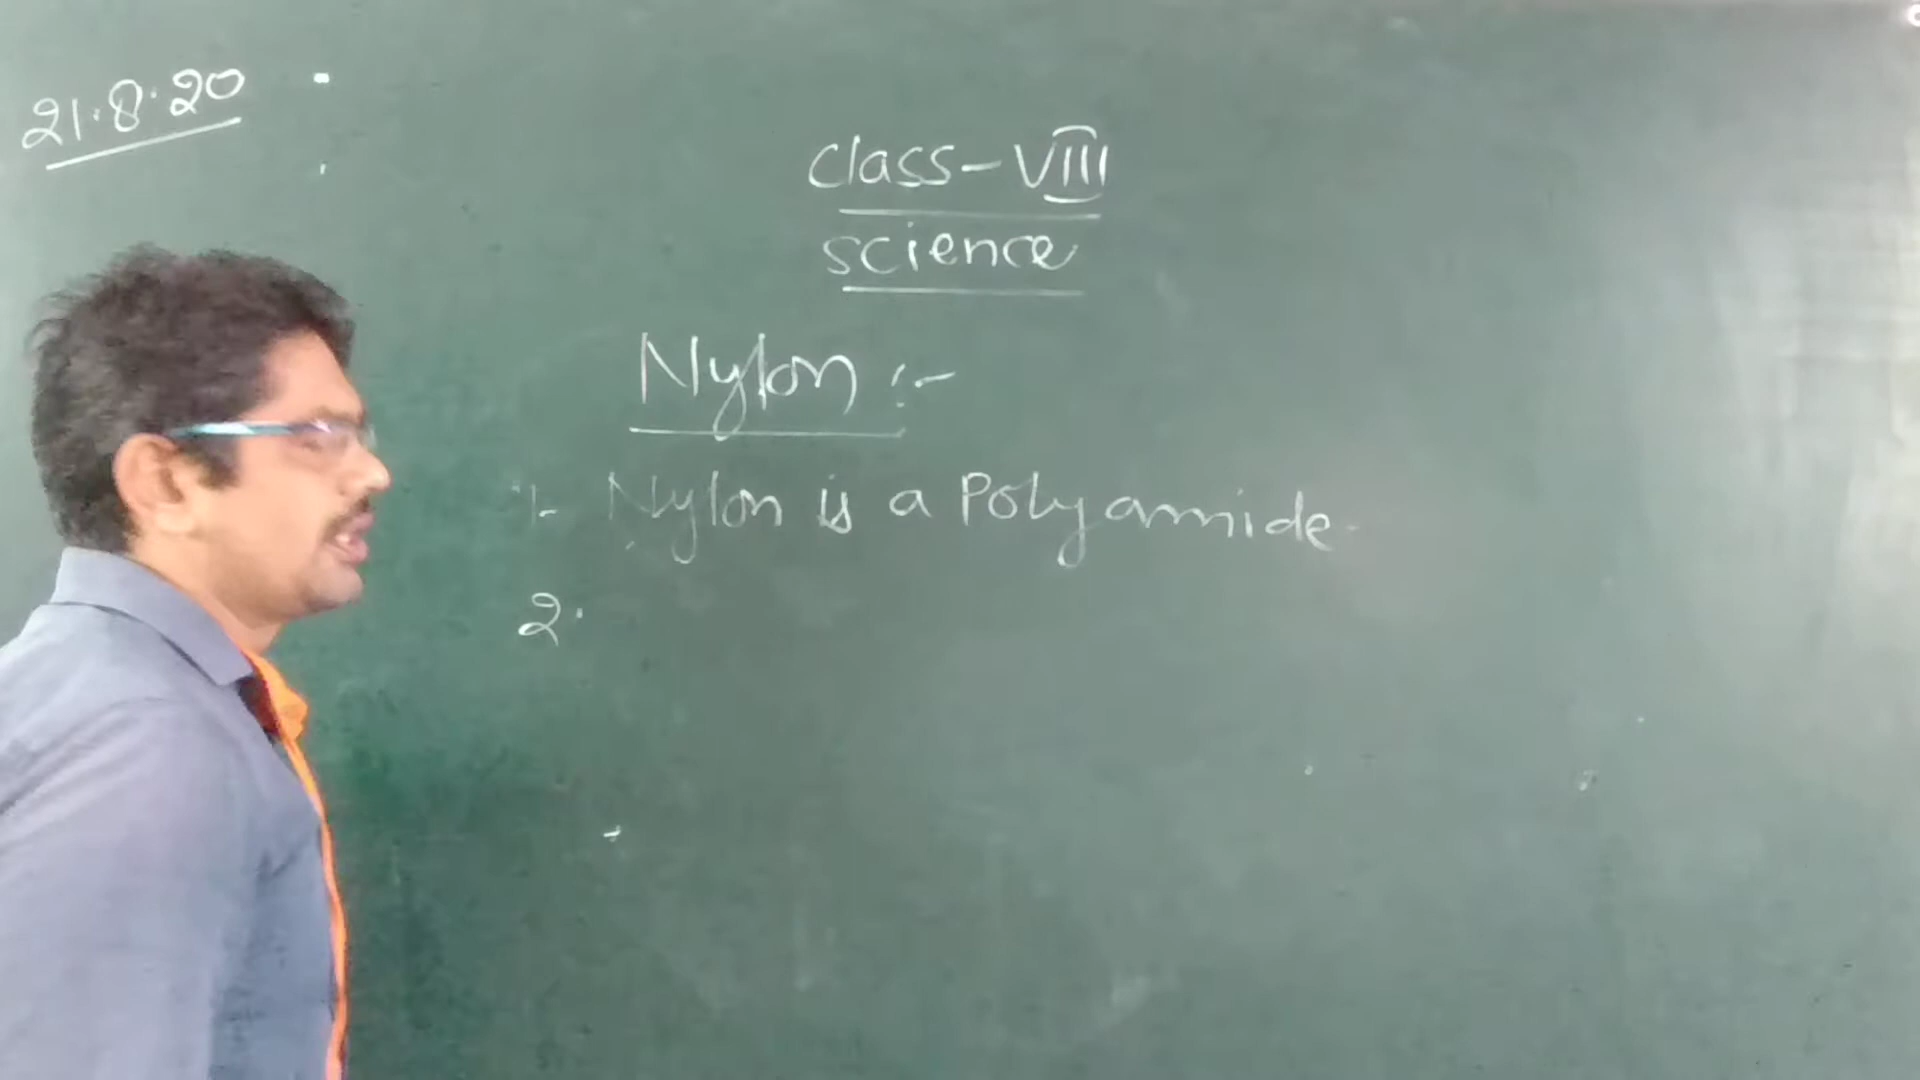 21.8.20
class-VIII
science
Nylon :-
1. Nylon is a Polyamide.
2.